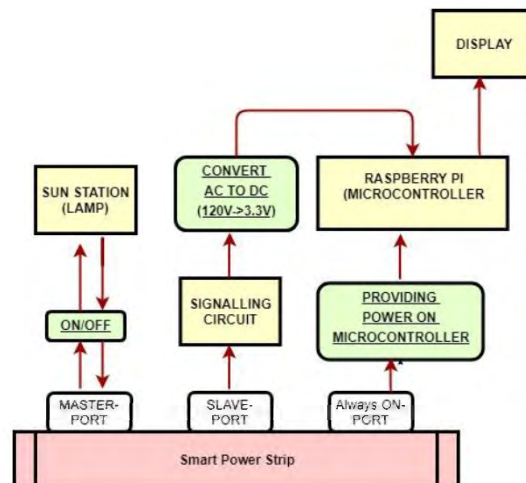 DISPLAY
CONVERT
AC TO DC
(120V->3.3V)
RASPBERRY PI
(MICROCONTROLLER
SUN STATION
(LAMP)
SIGNALLING
CIRCUIT
PROVIDING
POWER ON
MICROCONTROLLER
ON/OFF
MASTER-
PORT
SLAVE-
PORT
Always ON-
PORT
Smart Power Strip